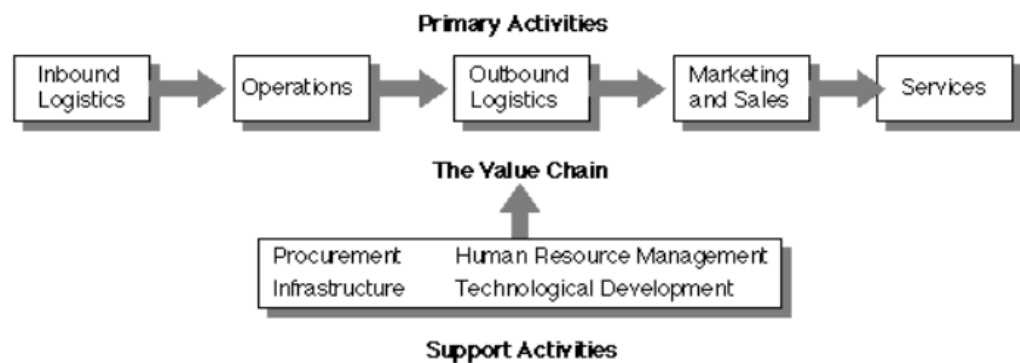 Primary Activities
Inbound Logistics
Operations
Outbound Logistics
Marketing and Sales
Services
The Value Chain
Procurement Human Resource Management
Infrastructure Technological Development
Support Activities